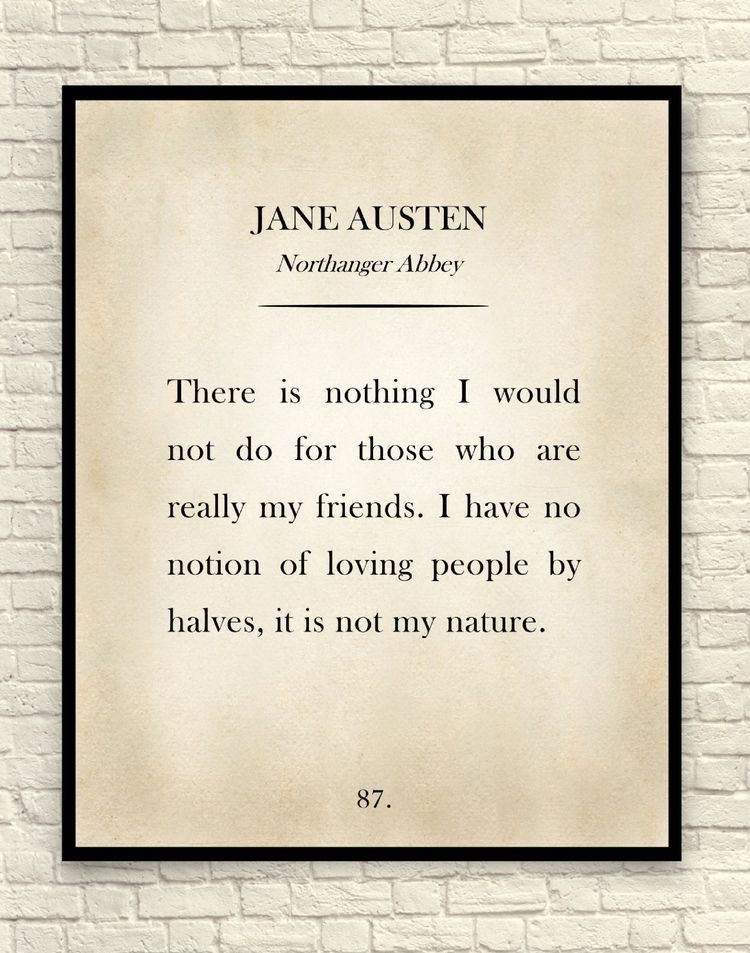 JANE AUSTEN
Northanger Abbey
There is nothing I would
not do for those who are
really my friends. I have no
notion of loving people by
halves, it is not my nature.
87.